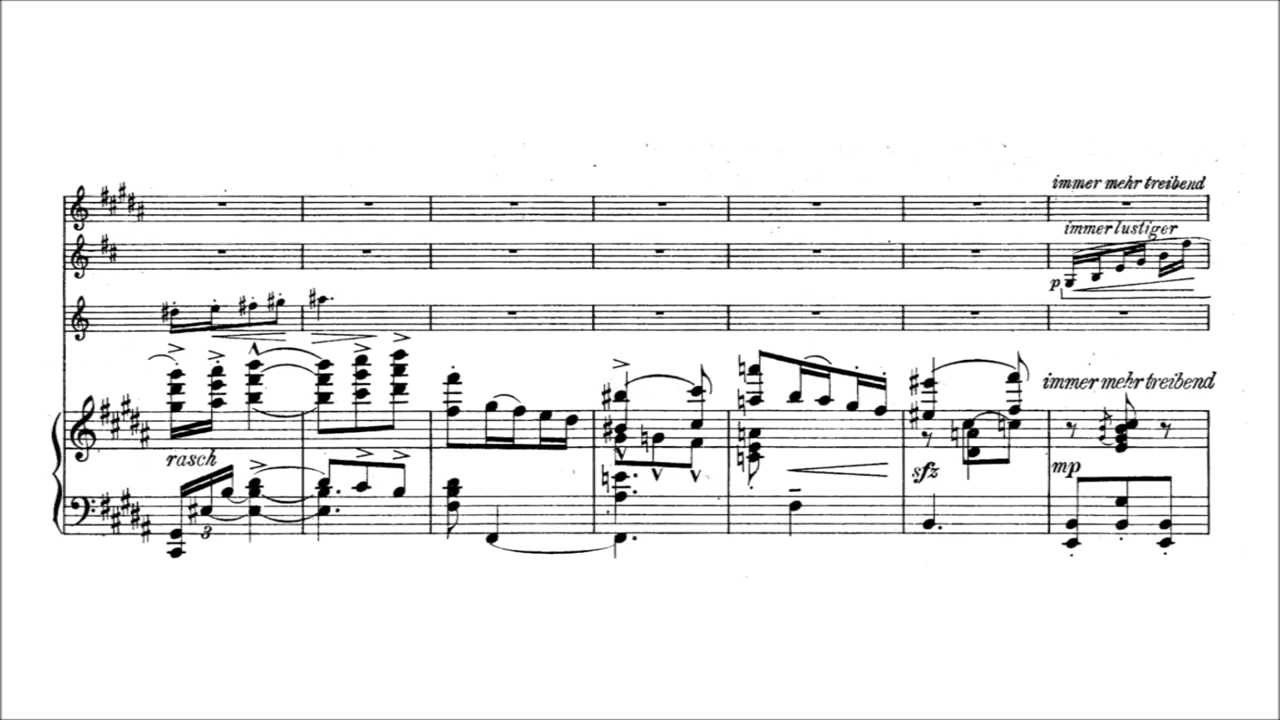 immer mehr treibend
immer lustiger
p
immer mehr treibend
rasch
sfz
mp
3